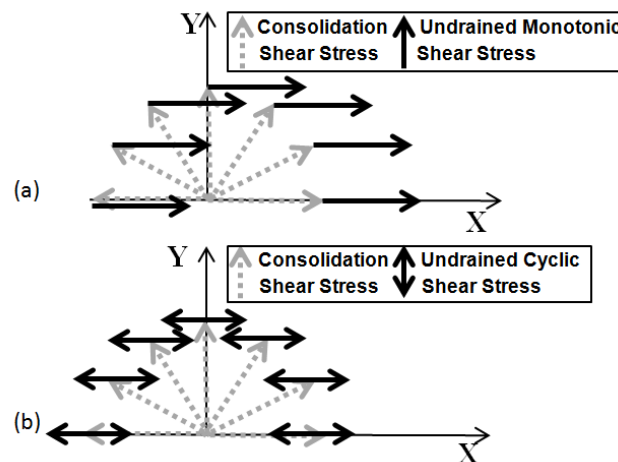 Y
Consolidation Undrained Monotonic
Shear Stress Shear Stress
(a)
X
Y
Consolidation Undrained Cyclic
Shear Stress Shear Stress
(b)
X